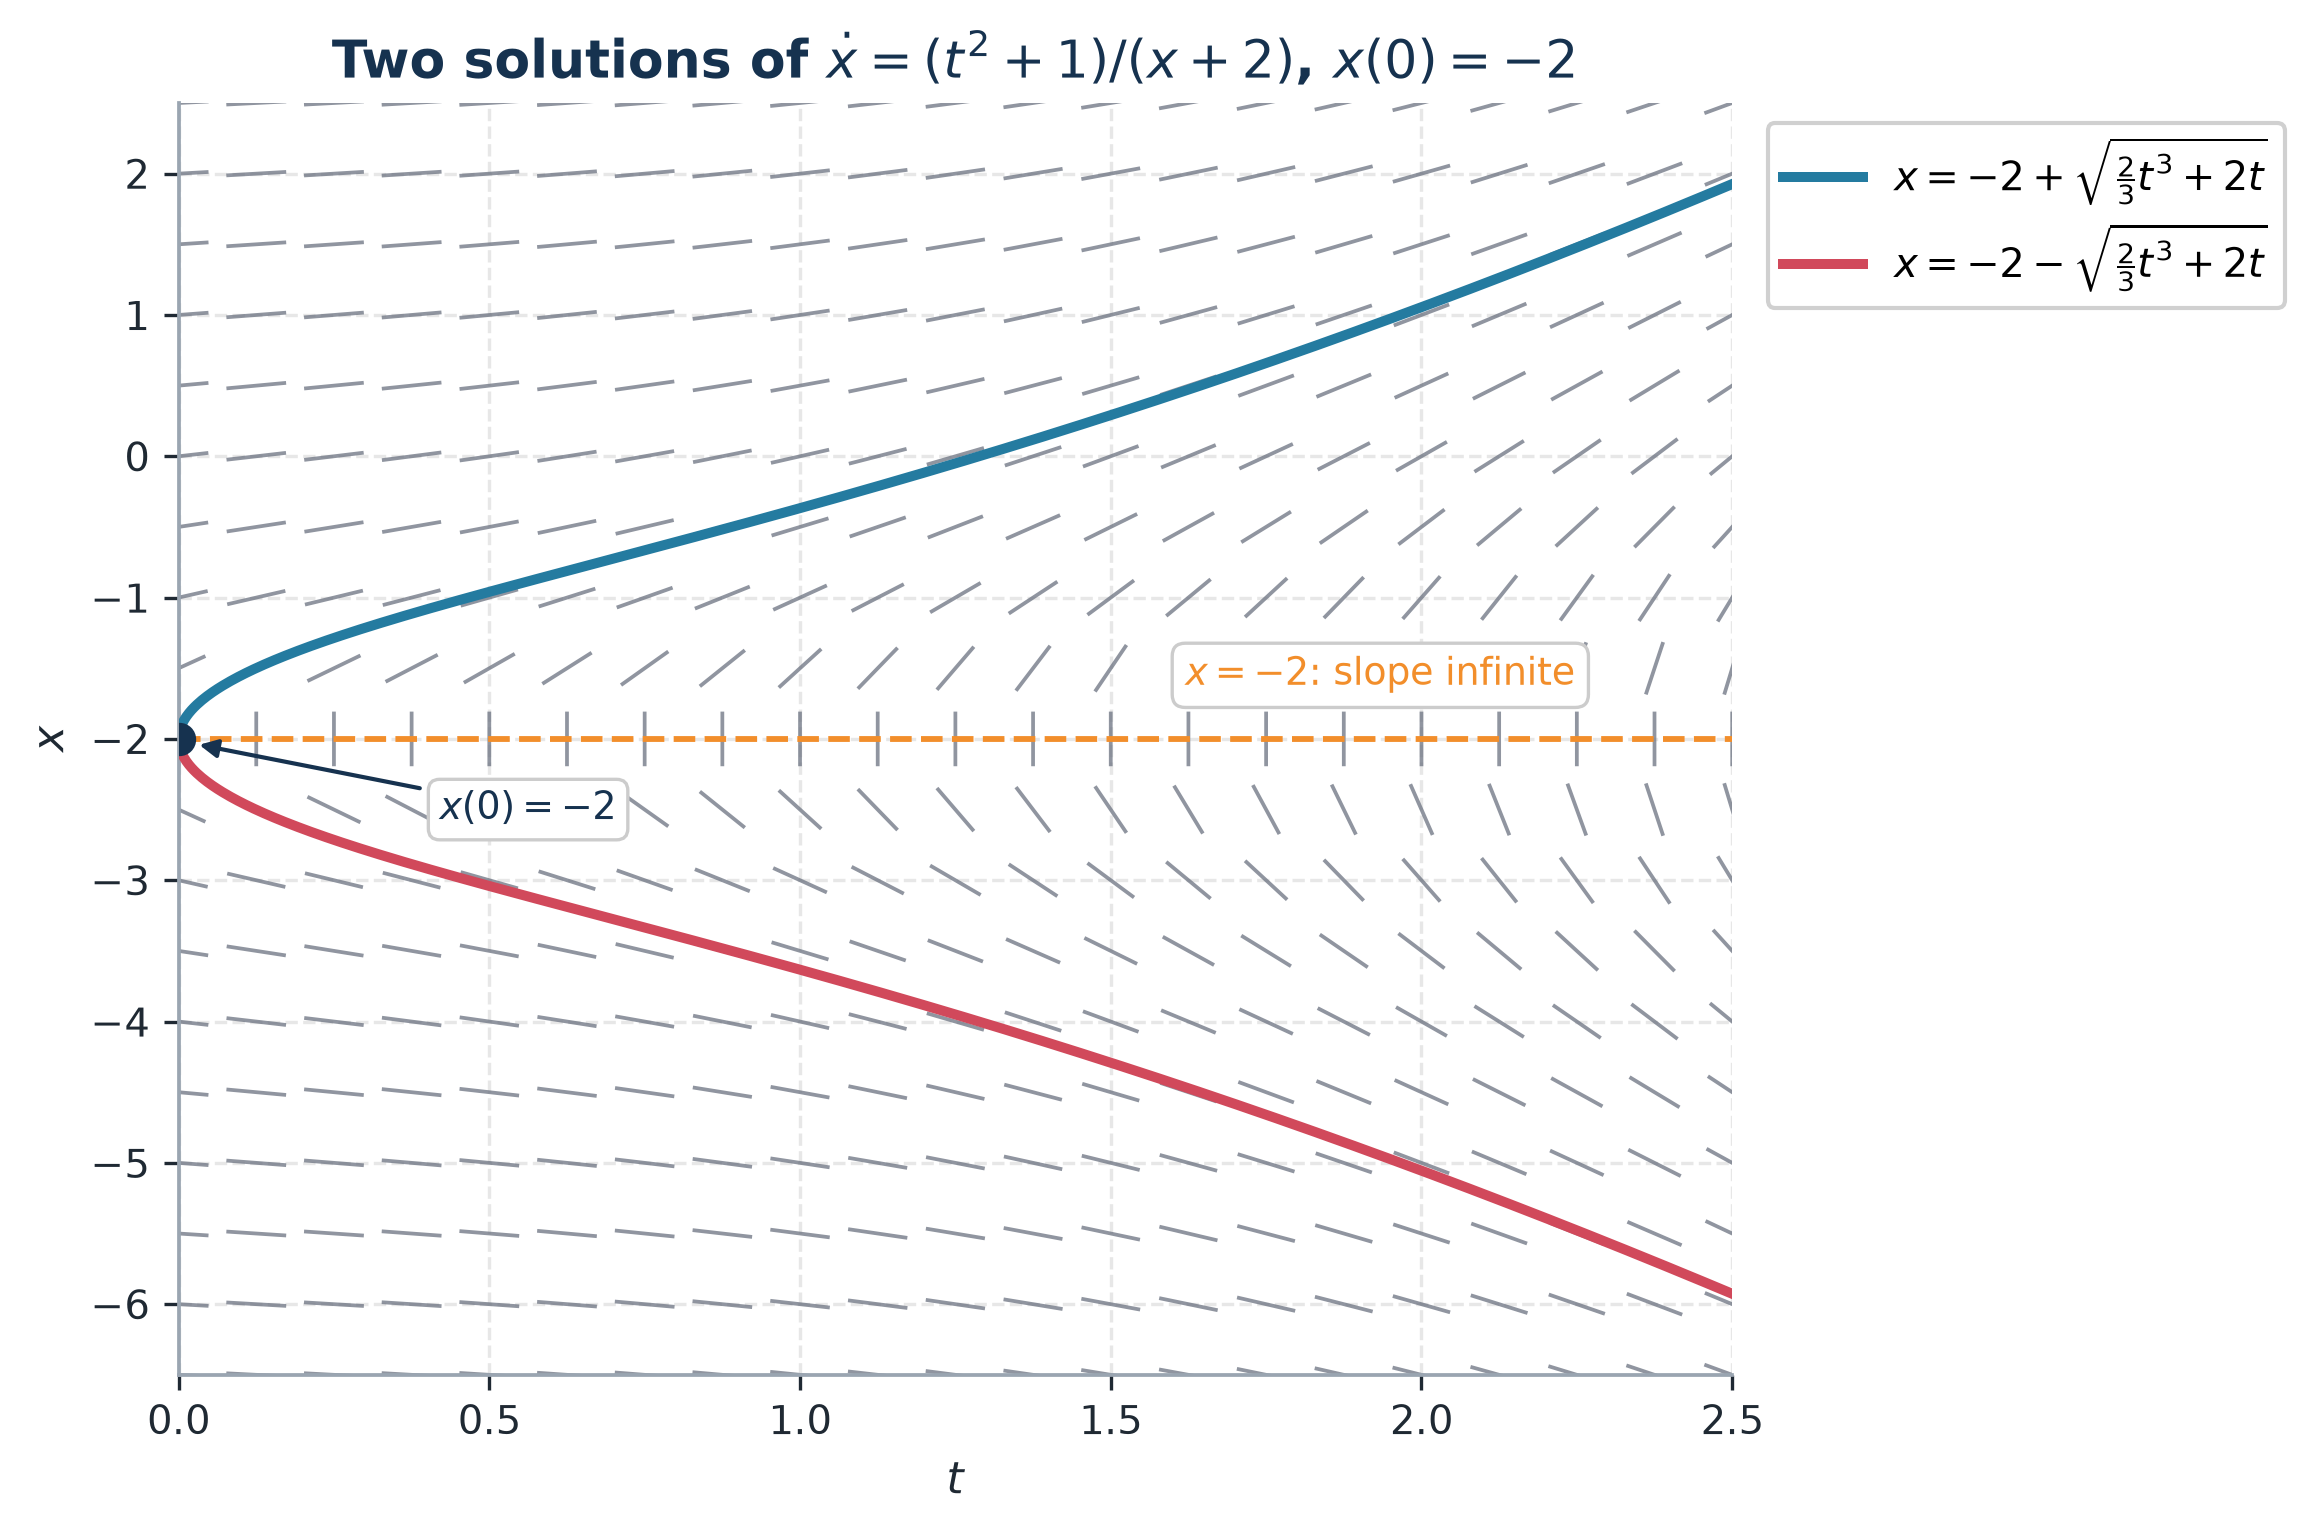 Two solutions of ẋ = (t² + 1)/(x + 2), x(0) = −2
x = −2 + √(2/3 t³ + 2t)
x = −2 − √(2/3 t³ + 2t)
2
1
0
−1
−2
−3
−4
−5
−6
x
x = −2: slope infinite
x(0) = −2
0.0 0.5 1.0 1.5 2.0 2.5
t